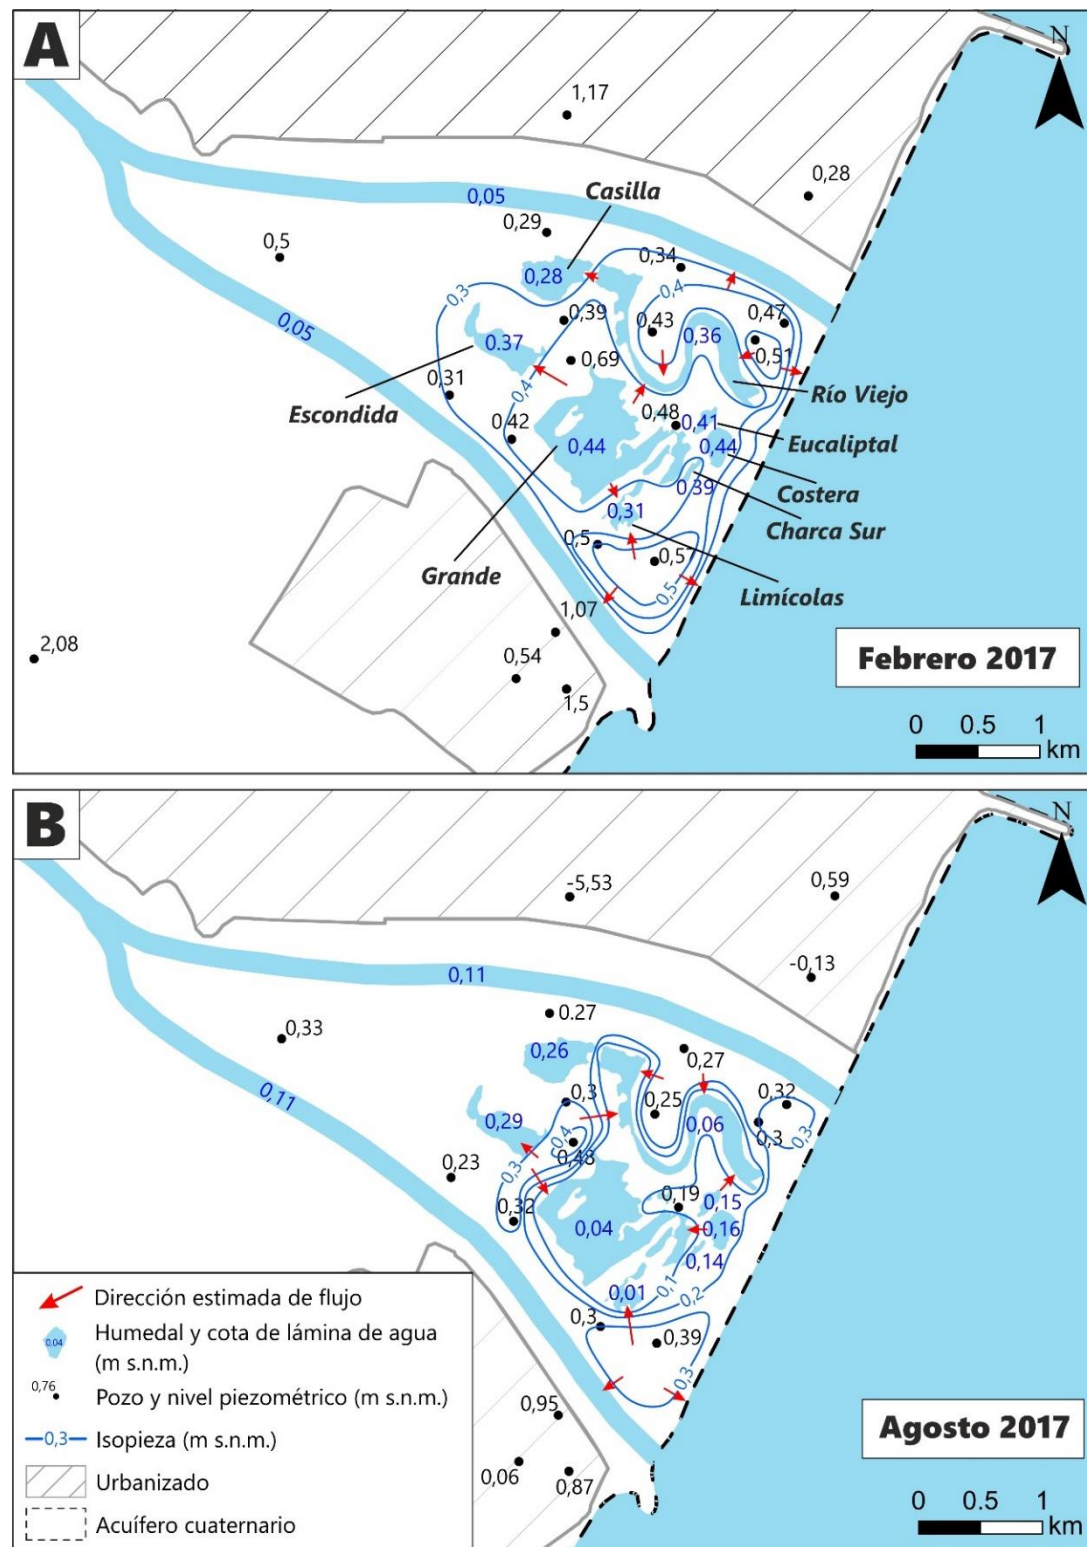 A
N
1,17
0,28
Casilla
0,05
0,29
0,5
0,34
0,28
0,3
0,4
0,47
0,39
0,43
0,36
0.37
0,51
0,05
0,69
0,4
0,31
Río Viejo
Escondida
0,48
0,41
0,42
Eucaliptal
0,44
0,44
Costera
0,39
0,31
Charca Sur
0,5
0,5
Grande
0,5
Limícolas
1,07
2,08
0,54
1,5
Febrero 2017
0 0.5 1
km
B
N
-5,53
0,59
-0,13
0,11
0.27
0,33
0,26
0,27
0,11
0,3
0,32
0,25
0,29
0,06
0,4
0,3
0,3
0,48
0,3
0,23
0,19
0,15
0,32
0,04
0,16
0,14
0,01
0,1
0,2
0,3
0,39
0,3
Dirección estimada de flujo
0,04
Humedal y cota de lámina de agua
(m s.n.m.)
0,76
Pozo y nivel piezométrico (m s.n.m.)
0,3
Isopieza (m s.n.m.)
Urbanizado
Acuífero cuaternario
0,95
0,06
0,87
Agosto 2017
0 0.5 1
km